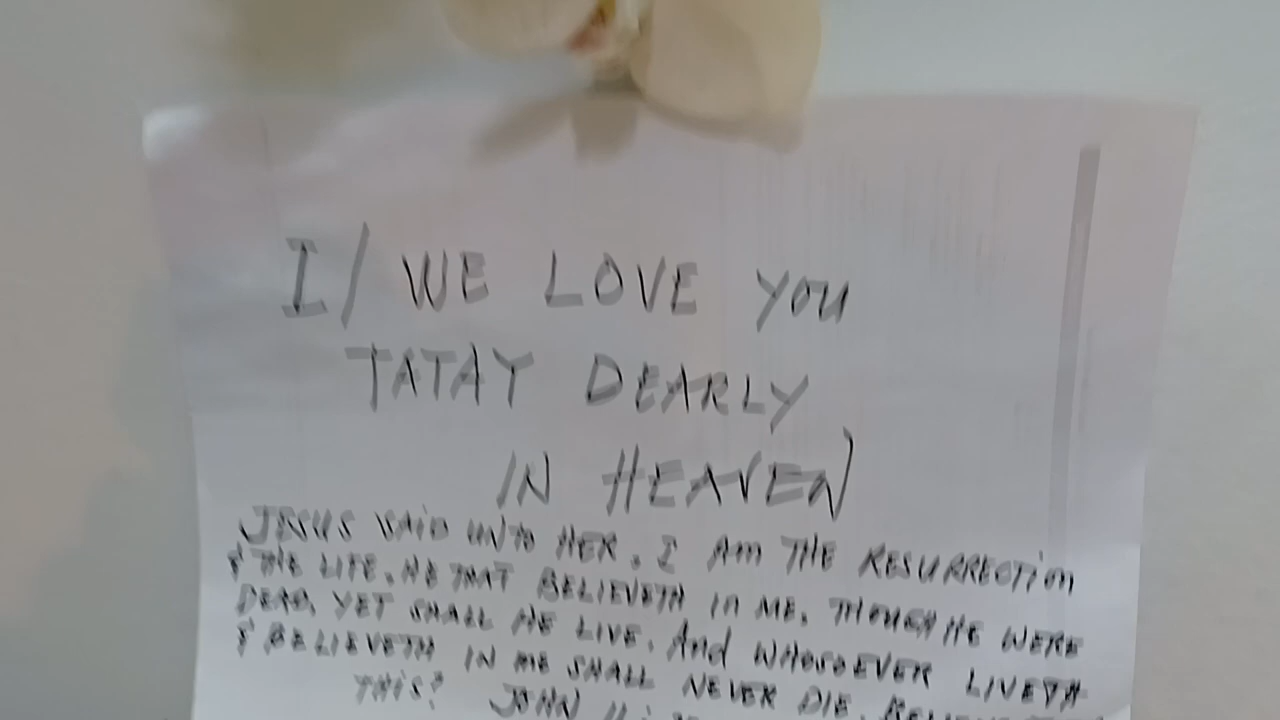 I/ WE LOVE YOU
TATAY DEARLY
IN HEAVEN
JESUS SAID UNTO HER, I AM THE RESURRECTION
& THE LIFE, HE THAT BELIEVETH IN ME, THOUGH HE WERE
DEAD, YET SHALL HE LIVE. And WHOSOEVER LIVETH
& BELIEVETH IN ME SHALL NEVER DIE.
THIS? JOHN 11: